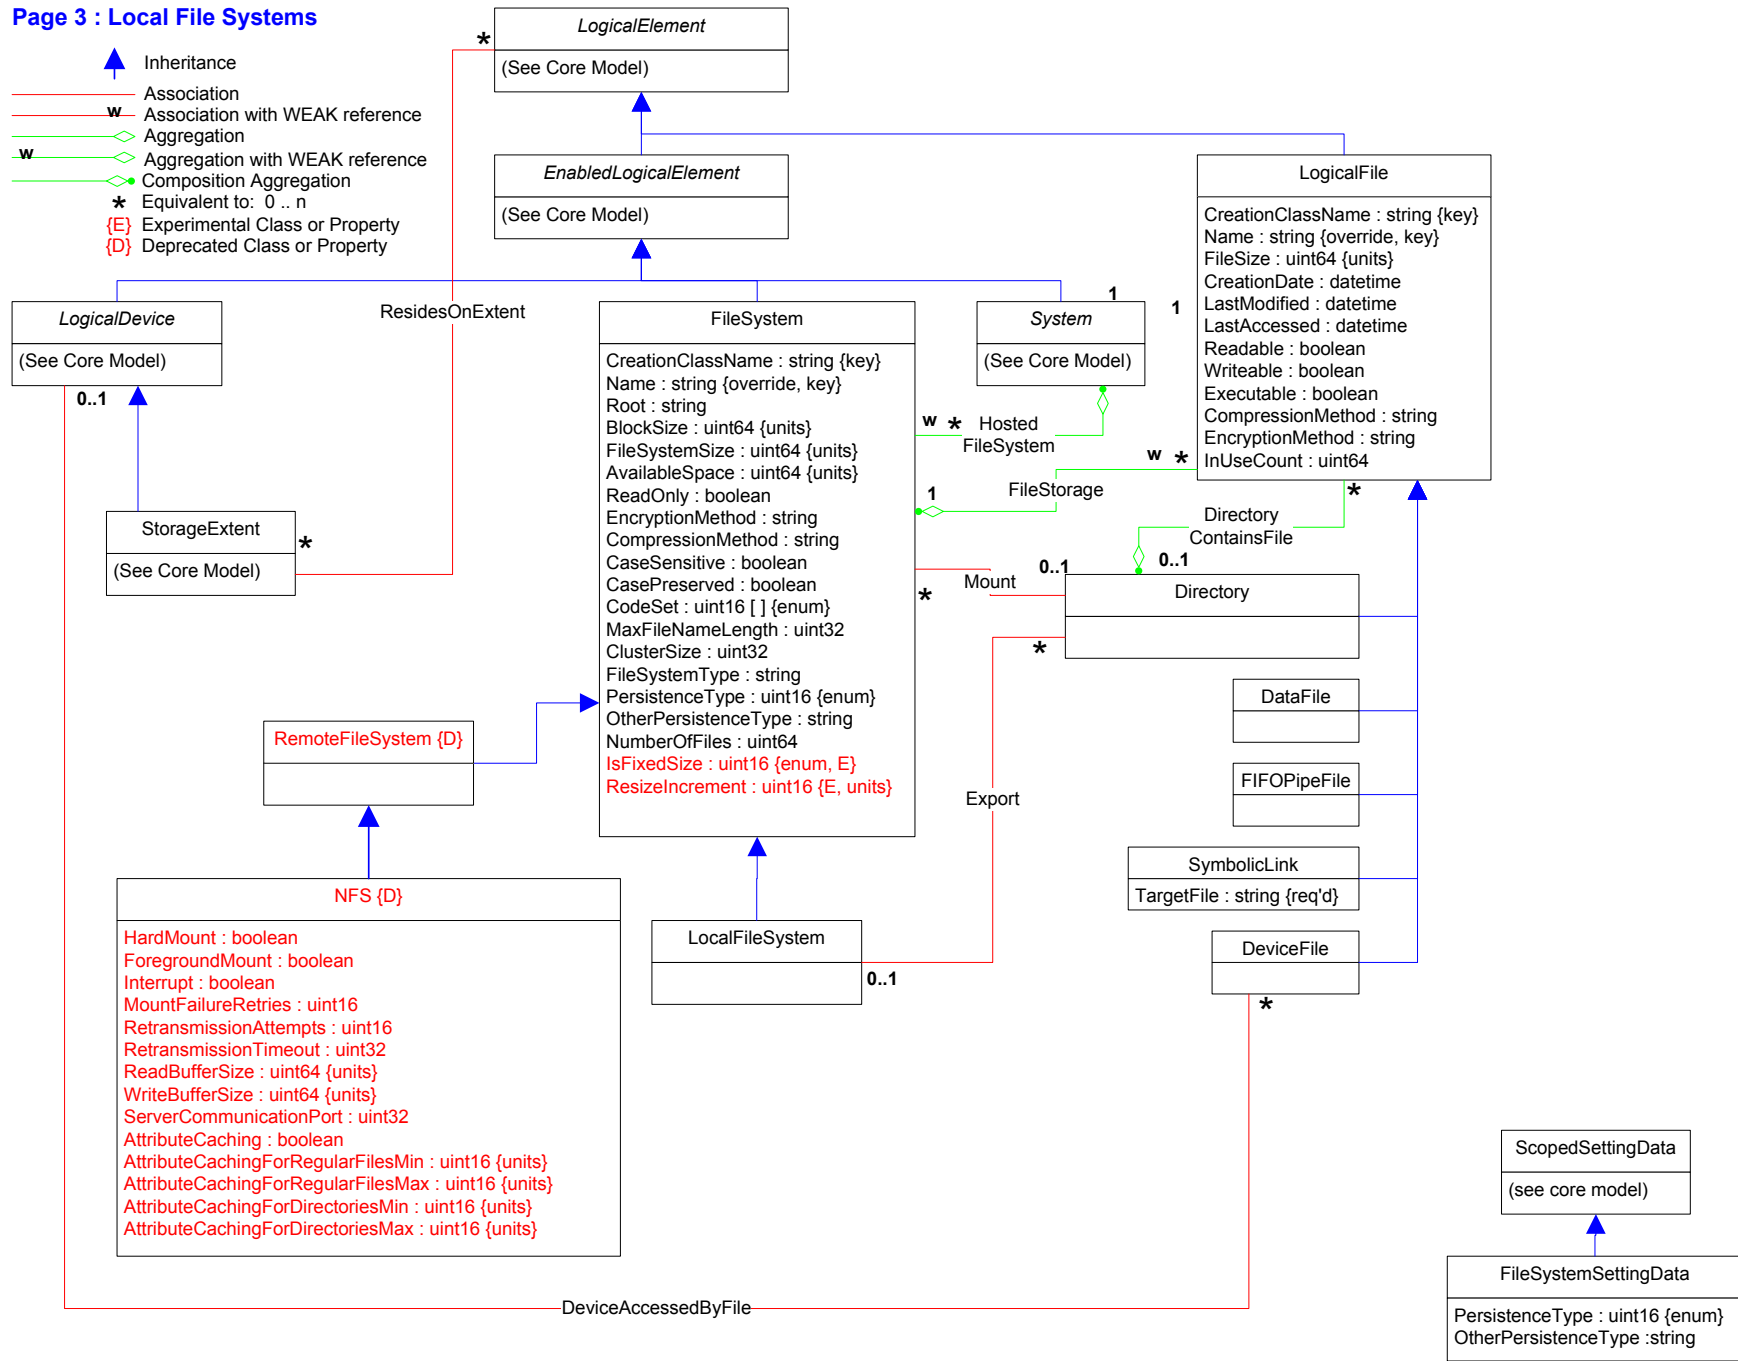 Page 3 : Local File Systems
Inheritance
Association
w
Association with WEAK reference
Aggregation
w
Aggregation with WEAK reference
Composition Aggregation
* Equivalent to: 0 .. n
{E} Experimental Class or Property
{D} Deprecated Class or Property
*
LogicalElement
(See Core Model)
EnabledLogicalElement
(See Core Model)
LogicalFile
CreationClassName : string {key}
Name : string {override, key}
FileSize : uint64 {units}
CreationDate : datetime
LastModified : datetime
LastAccessed : datetime
Readable : boolean
Writeable : boolean
Executable : boolean
CompressionMethod : string
EncryptionMethod : string
InUseCount : uint64
LogicalDevice
(See Core Model)
0..1
ResidesOnExtent
FileSystem
CreationClassName : string {key}
Name : string {override, key}
Root : string
BlockSize : uint64 {units}
FileSystemSize : uint64 {units}
AvailableSpace : uint64 {units}
ReadOnly : boolean
EncryptionMethod : string
CompressionMethod : string
CaseSensitive : boolean
CasePreserved : boolean
CodeSet : uint16 [ ] {enum}
MaxFileNameLength : uint32
ClusterSize : uint32
FileSystemType : string
PersistenceType : uint16 {enum}
OtherPersistenceType : string
NumberOfFiles : uint64
IsFixedSize : uint16 {enum, E}
ResizeIncrement : uint16 {E, units}
1
1
System
(See Core Model)
w * Hosted
FileSystem
w *
1
FileStorage
*
Directory
ContainsFile
0..1
0..1
Mount
*
Directory
*
StorageExtent
(See Core Model)
*
DataFile
FIFOPipeFile
SymbolicLink
TargetFile : string {req'd}
DeviceFile
*
Export
RemoteFileSystem {D}
NFS {D}
HardMount : boolean
ForegroundMount : boolean
Interrupt : boolean
MountFailureRetries : uint16
RetransmissionAttempts : uint16
RetransmissionTimeout : uint32
ReadBufferSize : uint64 {units}
WriteBufferSize : uint64 {units}
ServerCommunicationPort : uint32
AttributeCaching : boolean
AttributeCachingForRegularFilesMin : uint16 {units}
AttributeCachingForRegularFilesMax : uint16 {units}
AttributeCachingForDirectoriesMin : uint16 {units}
AttributeCachingForDirectoriesMax : uint16 {units}
LocalFileSystem
0..1
DeviceAccessedByFile
ScopedSettingData
(see core model)
FileSystemSettingData
PersistenceType : uint16 {enum}
OtherPersistenceType :string